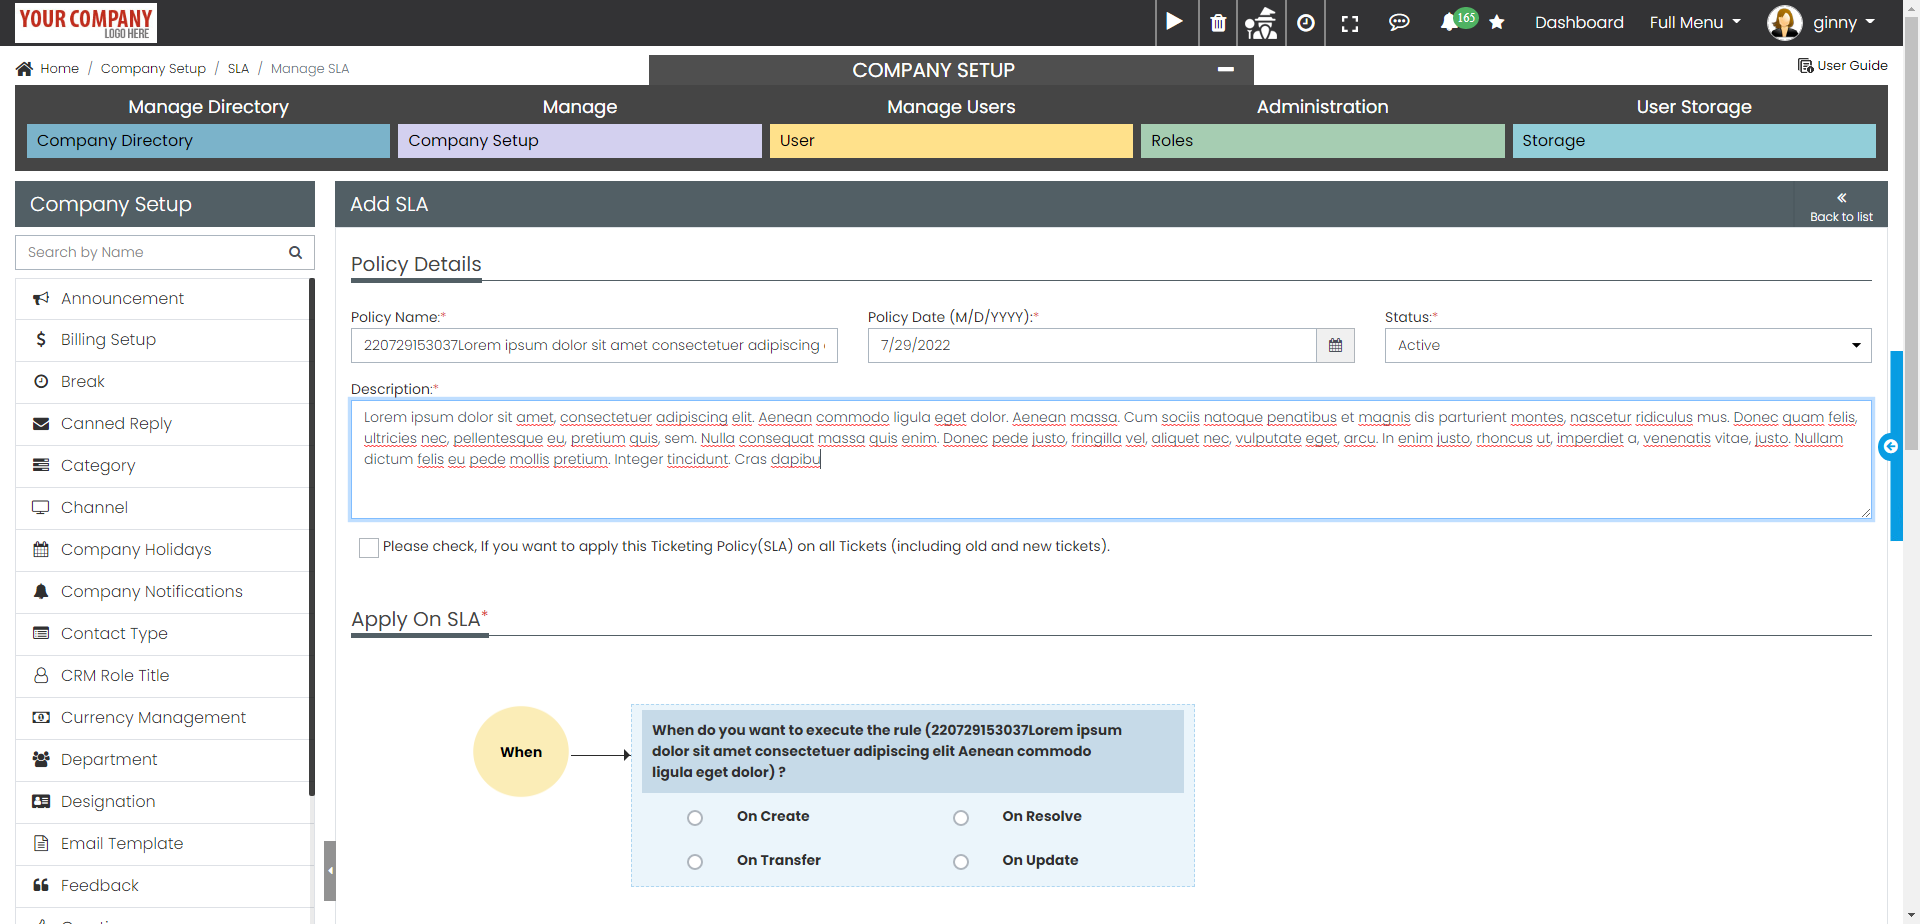 YOUR COMPANY
LOGO HERE
165
Dashboard
Full Menu
ginny
Home / Company Setup / SLA / Manage SLA
COMPANY SETUP
User Guide
Manage Directory
Manage
Manage Users
Administration
User Storage
Company Directory
Company Setup
User
Roles
Storage
Company Setup
Search by Name
Announcement
Billing Setup
Break
Canned Reply
Category
Channel
Company Holidays
Company Notifications
Contact Type
CRM Role Title
Currency Management
Department
Designation
Email Template
Feedback
Add SLA
Back to list
Policy Details
Policy Name:*
220729153037Lorem ipsum dolor sit amet consectetuer adipiscing
Policy Date (M/D/YYYY):*
7/29/2022
Status:*
Active
Description:*
Lorem ipsum dolor sit amet, consectetuer adipiscing elit. Aenean commodo ligula eget dolor. Aenean massa. Cum sociis natoque penatibus et magnis dis parturient montes, nascetur ridiculus mus. Donec quam felis,
ultricies nec, pellentesque eu, pretium quis, sem. Nulla consequat massa quis enim. Donec pede justo, fringilla vel, aliquet nec, vulputate eget, arcu. In enim justo, rhoncus ut, imperdiet a, venenatis vitae, justo. Nullam
dictum felis eu pede mollis pretium. Integer tincidunt. Cras dapibu
Please check, If you want to apply this Ticketing Policy(SLA) on all Tickets (including old and new tickets).
Apply On SLA*
When
When do you want to execute the rule (220729153037Lorem ipsum
dolor sit amet consectetuer adipiscing elit Aenean commodo
ligula eget dolor) ?
On Create
On Resolve
On Transfer
On Update